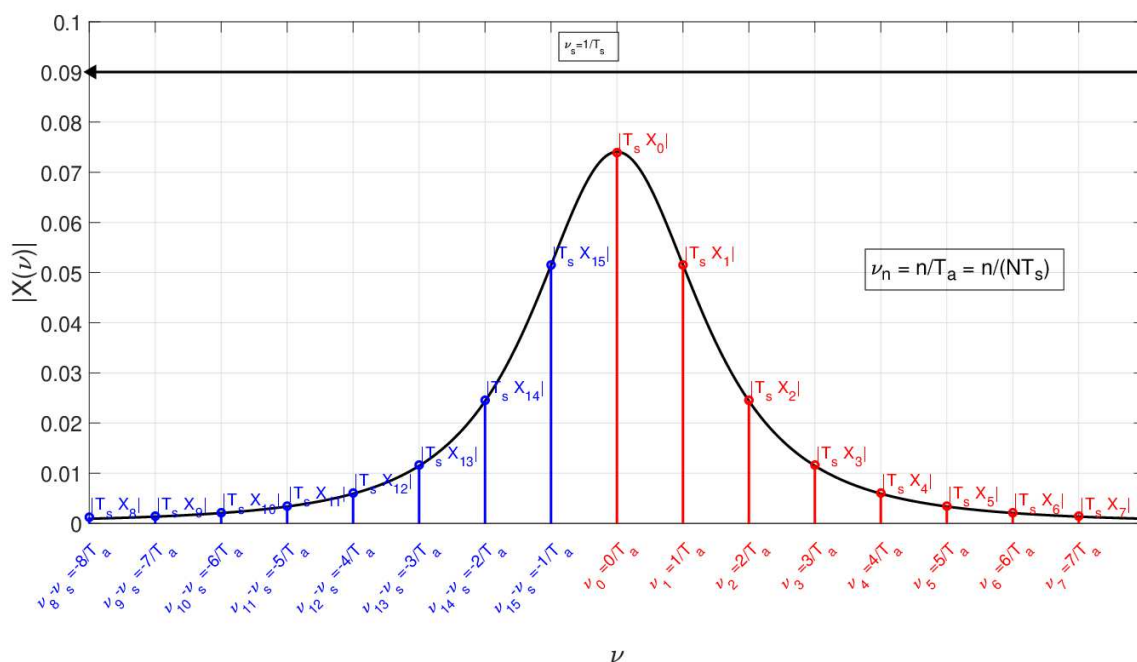 0.1
ν_s=1/T_s
0.09
0.08
|T_s X_0|
0.07
0.06
|T_s X_15| |T_s X_1|
ν_n = n/T_a = n/(NT_s)
0.05
|X(ν)|
0.04
0.03
|T_s X_14| |T_s X_2|
0.02
|T_s X_13| |T_s X_3|
0.01
|T_s X_8| |T_s X_9| |T_s X_10| |T_s X_11| |T_s X_12| |T_s X_4| |T_s X_5| |T_s X_6| |T_s X_7|
0
ν_8-ν_s=-8/T_a
ν_9-ν_s=-7/T_a
ν_10-ν_s=-6/T_a
ν_11-ν_s=-5/T_a
ν_12-ν_s=-4/T_a
ν_13-ν_s=-3/T_a
ν_14-ν_s=-2/T_a
ν_15-ν_s=-1/T_a
ν_0=0/T_a
ν_1=1/T_a
ν_2=2/T_a
ν_3=3/T_a
ν_4=4/T_a
ν_5=5/T_a
ν_6=6/T_a
ν_7=7/T_a
ν